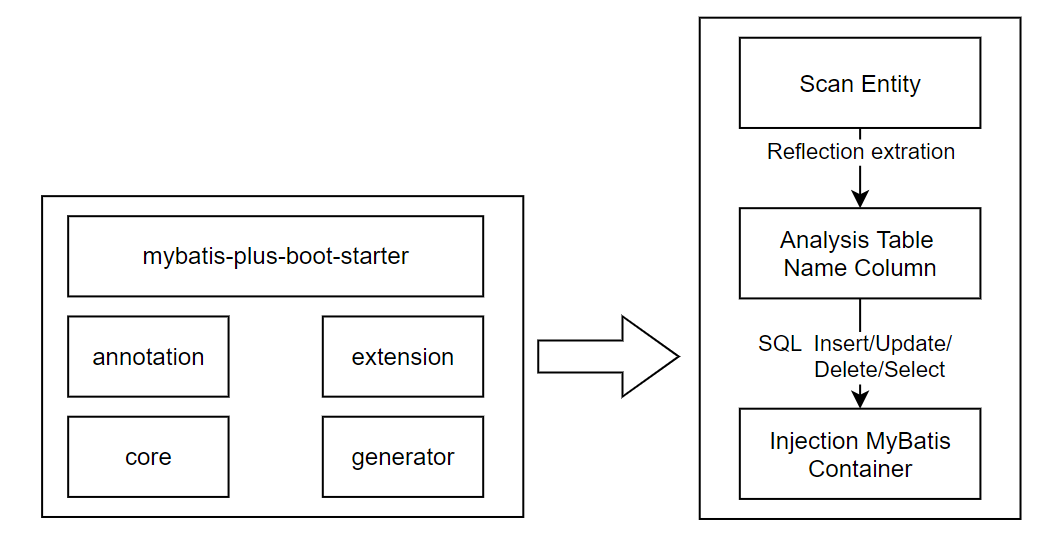 mybatis-plus-boot-starter
annotation
extension
core
generator
Scan Entity
Reflection extration
Analysis Table
Name Column
SQL Insert/Update/
Delete/Select
Injection MyBatis
Container